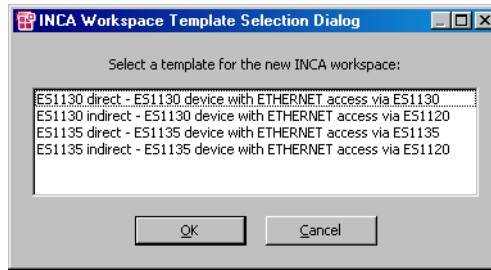 INCA Workspace Template Selection Dialog
Select a template for the new INCA workspace:
ES1130 direct - ES1130 device with ETHERNET access via ES1130
ES1130 indirect - ES1130 device with ETHERNET access via ES1120
ES1135 direct - ES1135 device with ETHERNET access via ES1135
ES1135 indirect - ES1135 device with ETHERNET access via ES1120
OK Cancel